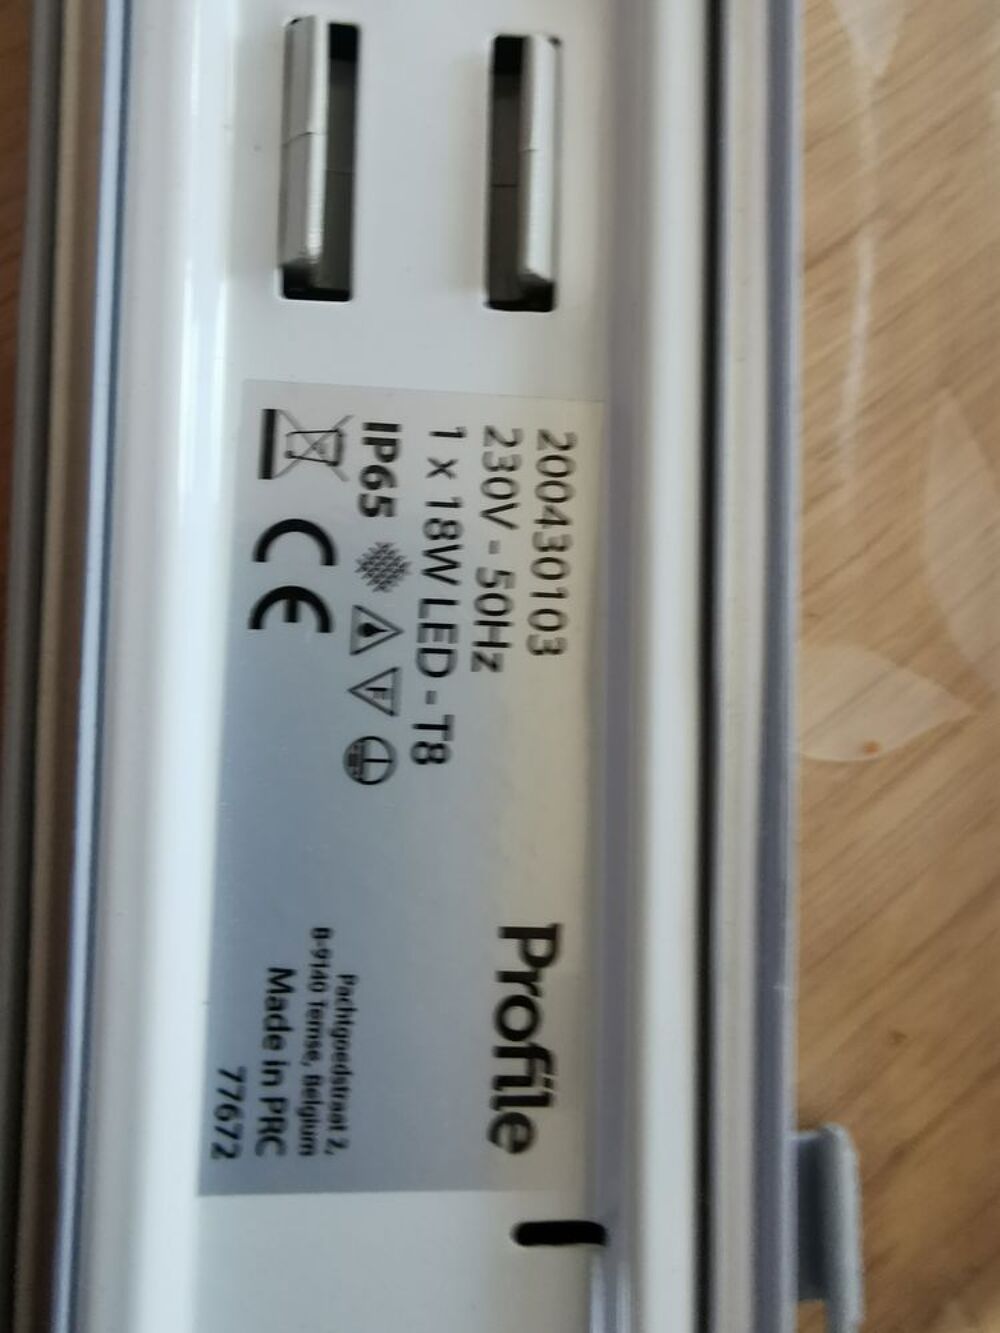 200430103
230V - 50Hz
1 x 18W LED - T8
IP65
F
CE
Profile
Pachtgoedstraat 2,
B-9140 Temse, Belgium
Made in PRC
77672